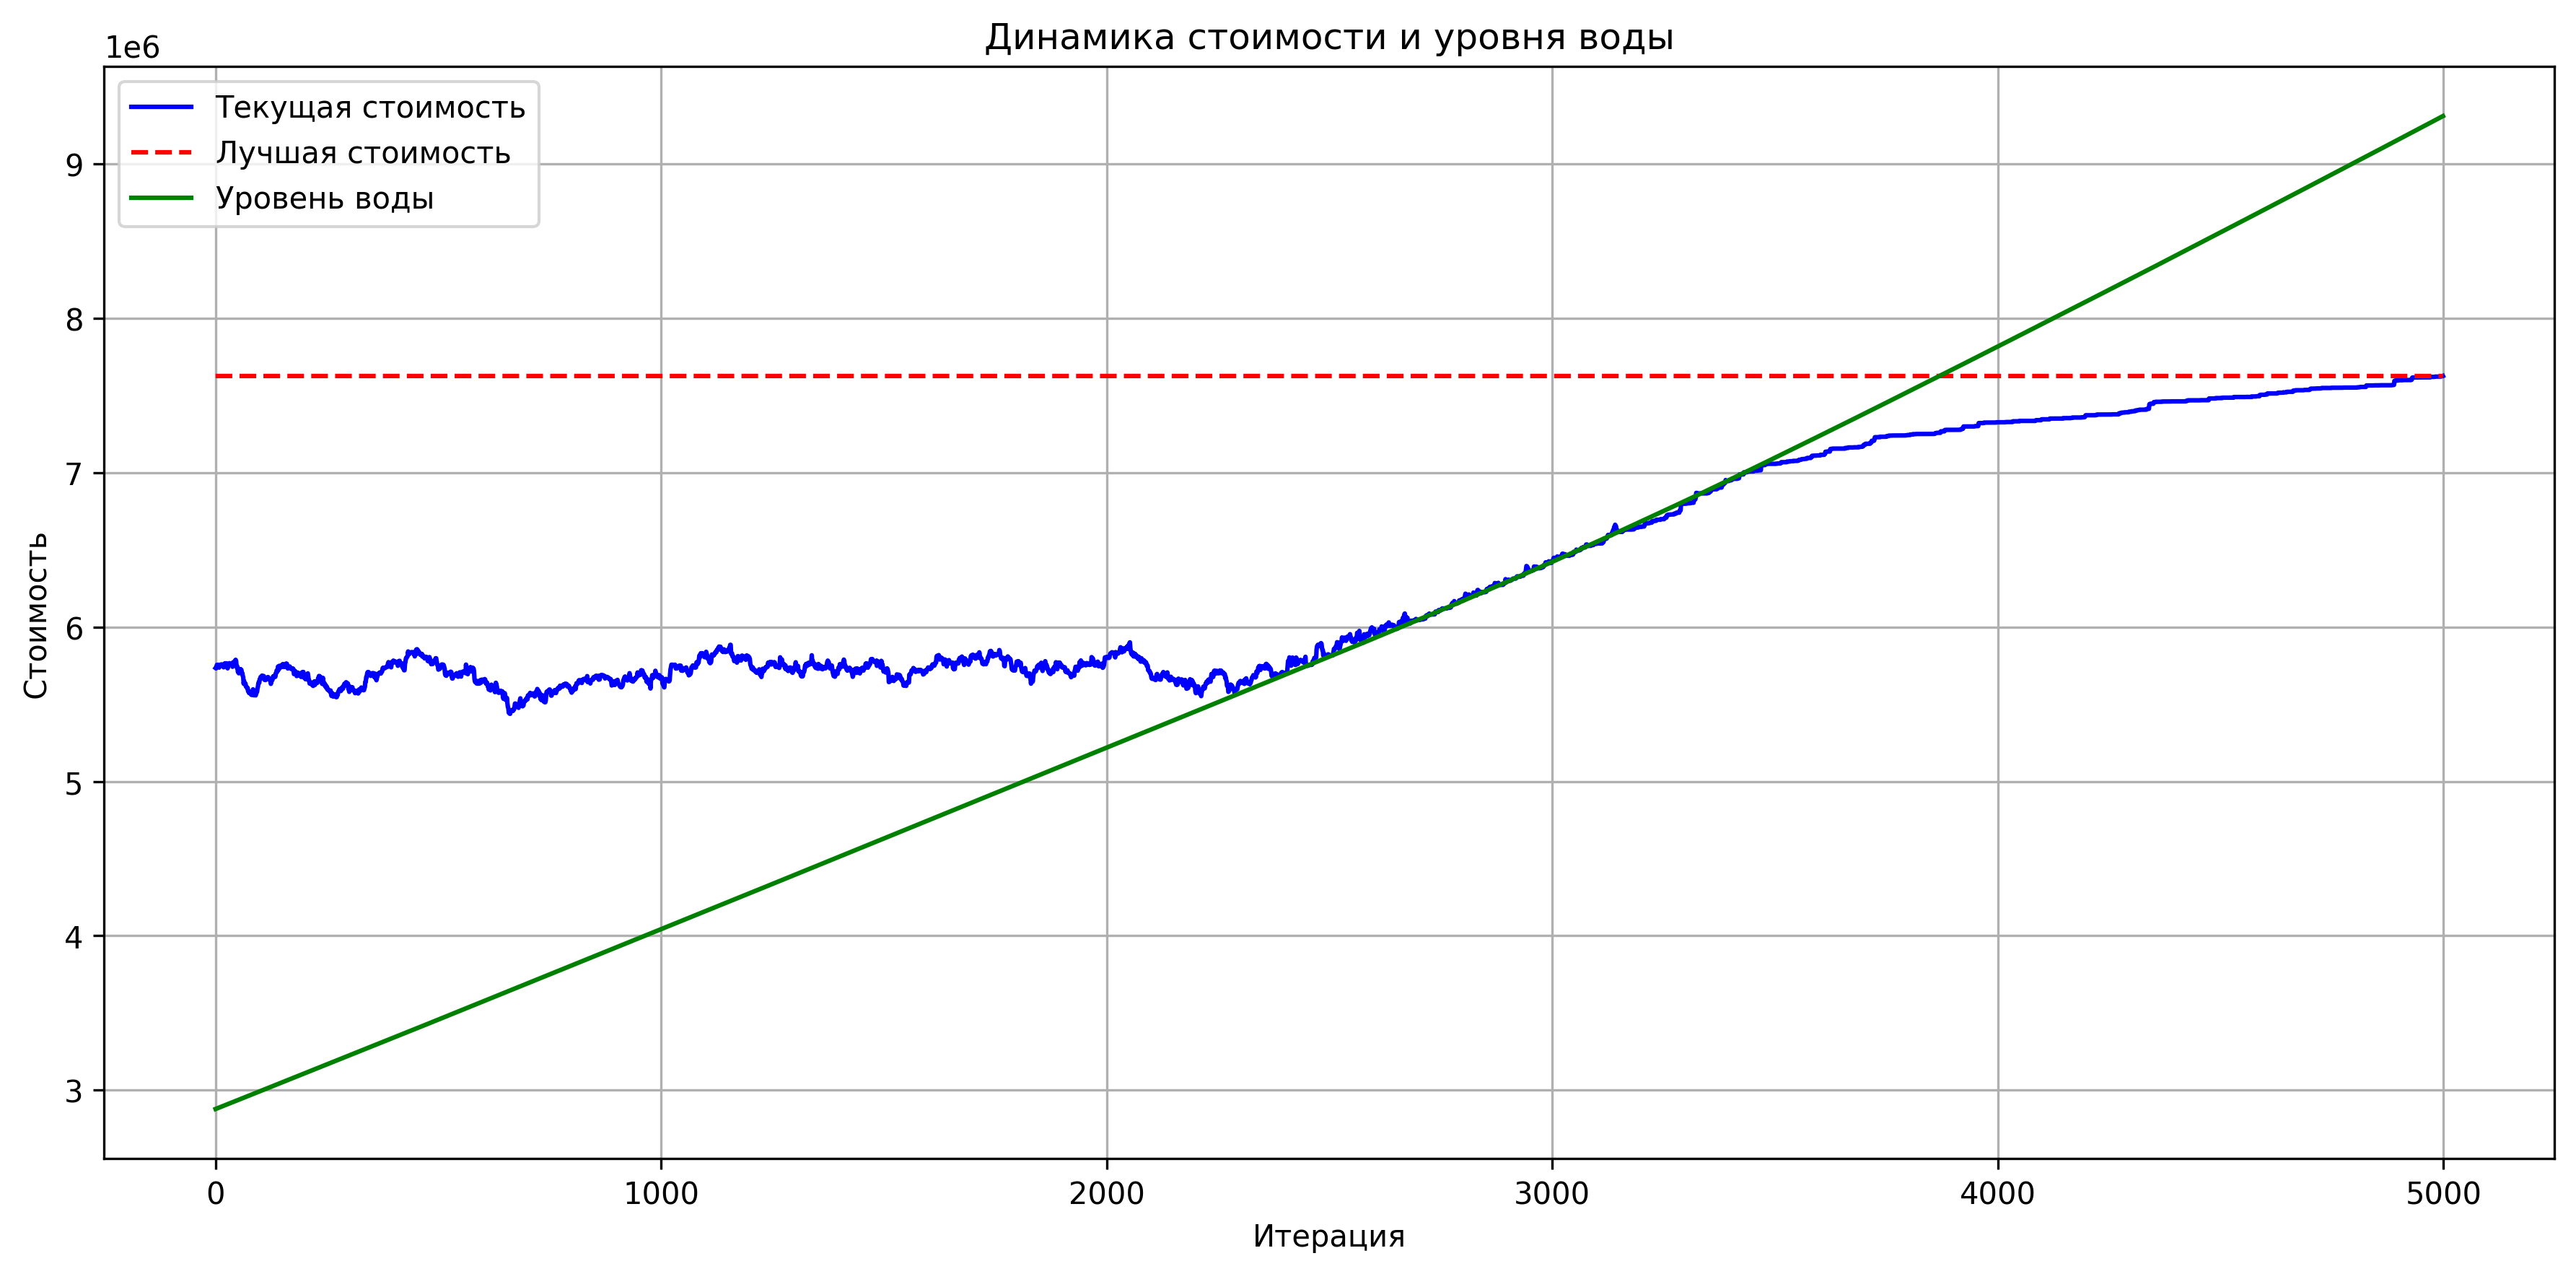 Динамика стоимости и уровня воды
1e6
Текущая стоимость
Лучшая стоимость
Уровень воды
9
8
7
6
5
4
3
Стоимость
0 1000 2000 3000 4000 5000
Итерация